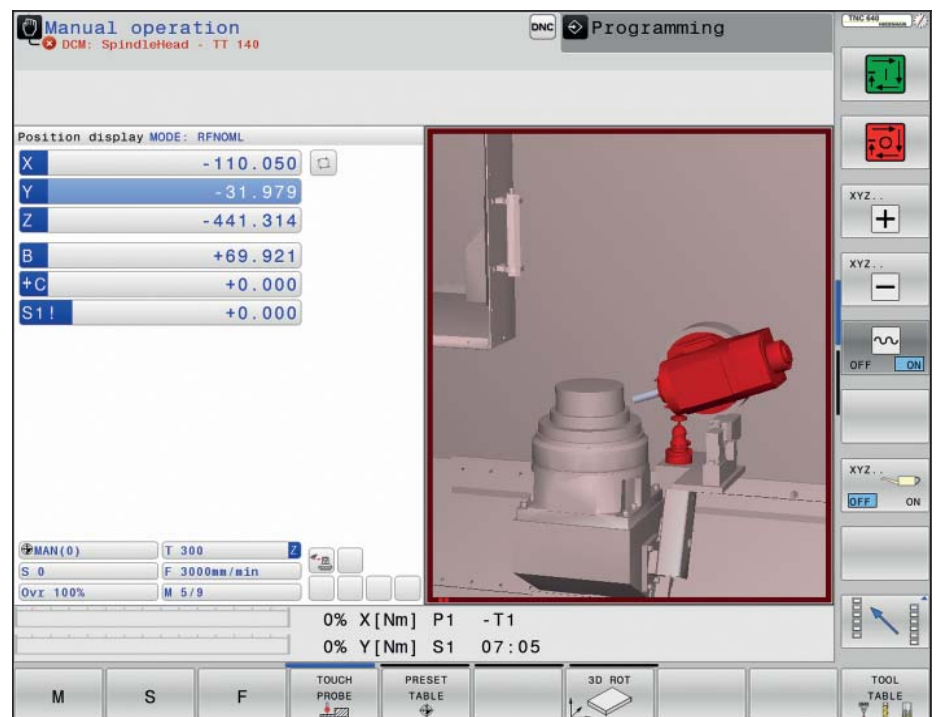 Manual operation
DNC
Programming
TNC 640
DCM: SpindleHead - TT 140
Position display MODE: RFNOML
X -110.050
Y -31.979
Z -441.314
B +69.921
+C +0.000
S1! +0.000
XYZ..
XYZ..
OFF ON
XYZ..
OFF ON
MAN(0) T 300 Z
S 0 F 3000mm/min
Ovr 100% M 5/9
0% X[Nm] P1 -T1
0% Y[Nm] S1 07:05
M
S
F
TOUCH PROBE
PRESET TABLE
3D ROT
TOOL TABLE